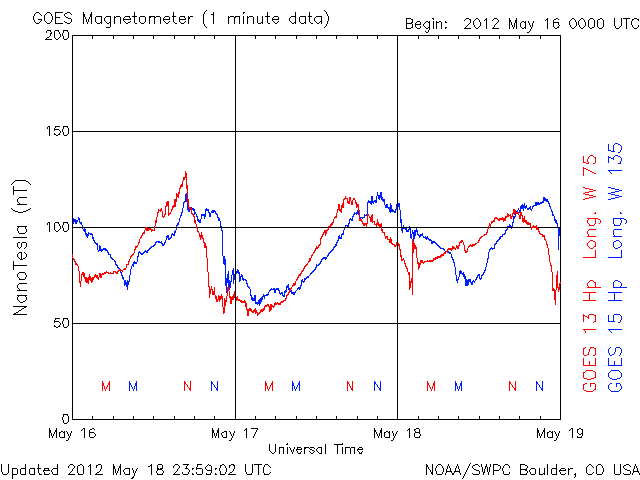 GOES Magnetometer (1 minute data)
Begin: 2012 May 16 0000 UTC
200
150
100
50
0
NanoTesla (nT)
M M N N M M N N M M N N
May 16 May 17 May 18 May 19
Universal Time
GOES 13 Hp Long. W 75
GOES 15 Hp Long. W 135
Updated 2012 May 18 23:59:02 UTC
NOAA/SWPC Boulder, CO USA